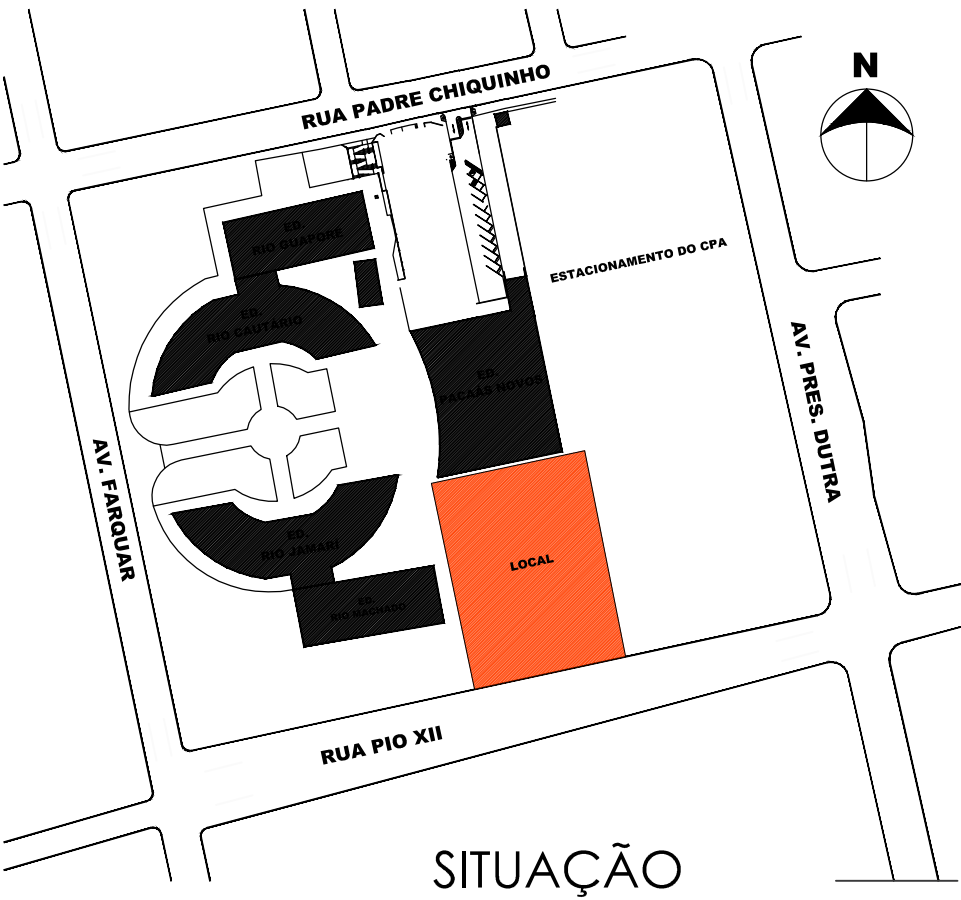 N
RUA PADRE CHIQUINHO
ED.
RIO GUAPORE
ESTACIONAMENTO DO CPA
ED.
RIO CAUTÁRIO
AV. PRES. DUTRA
ED.
PACAÁS NOVOS
AV. FARQUAR
ED.
RIO JAMARI
LOCAL
ED.
RIO MACHADO
RUA PIO XII
SITUAÇÃO